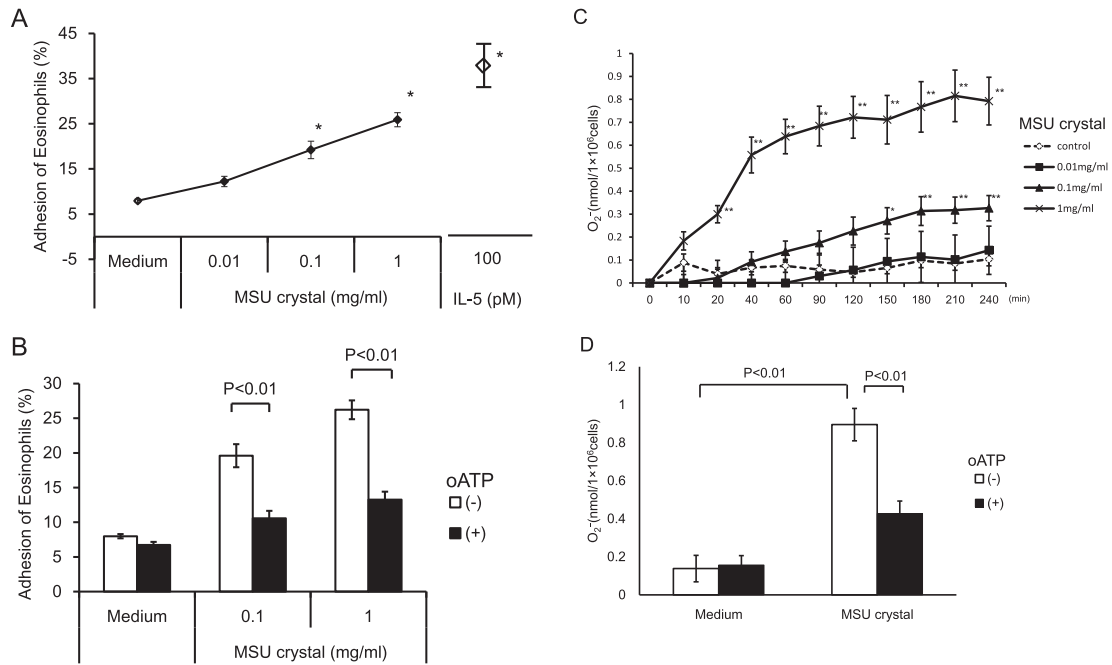 A
Adhesion of Eosinophils (%)
45
35
25
15
5
-5
*
*
*
Medium
0.01
0.1
1
100
MSU crystal (mg/ml)
IL-5 (pM)
C
O₂⁻(nmol/1×10⁶cells)
1
0.9
0.8
0.7
0.6
0.5
0.4
0.3
0.2
0.1
0
** ** ** ** ** ** ** ** **
* ** ** **
0 10 20 40 60 90 120 150 180 210 240 (min)
MSU crystal
control
0.01mg/ml
0.1mg/ml
1mg/ml
B
Adhesion of Eosinophils (%)
30
25
20
15
10
5
0
P<0.01
P<0.01
Medium
0.1
1
MSU crystal (mg/ml)
oATP
(-)
(+)
D
O₂⁻(nmol/1×10⁶cells)
1.2
1
0.8
0.6
0.4
0.2
0
P<0.01
P<0.01
Medium
MSU crystal
oATP
(-)
(+)